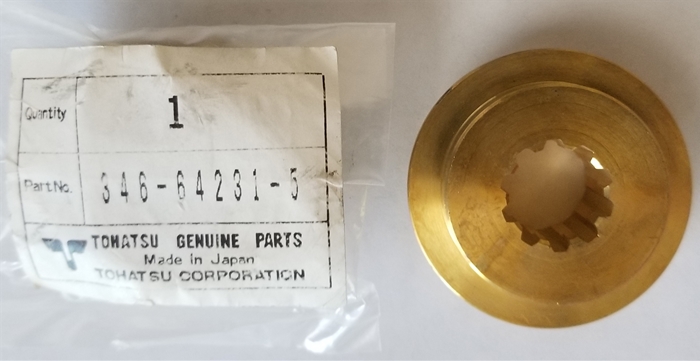 Quantity 1
Part No. 346-64231-5
TOHATSU GENUINE PARTS
Made in Japan
TOHATSU CORPORATION